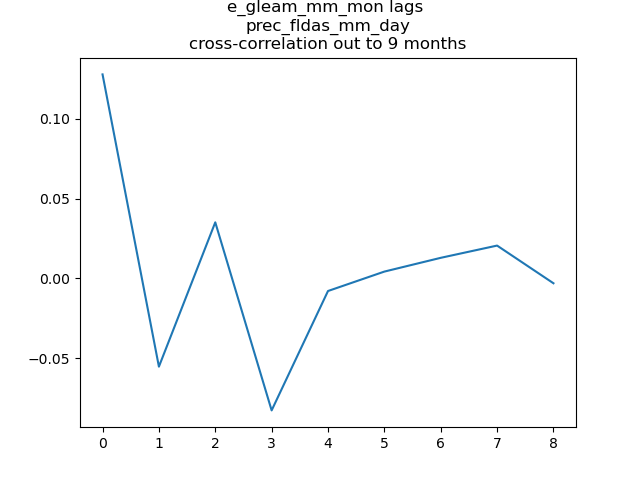 e_gleam_mm_mon lags
prec_fldas_mm_day
cross-correlation out to 9 months
0.10
0.05
0.00
−0.05
0 1 2 3 4 5 6 7 8